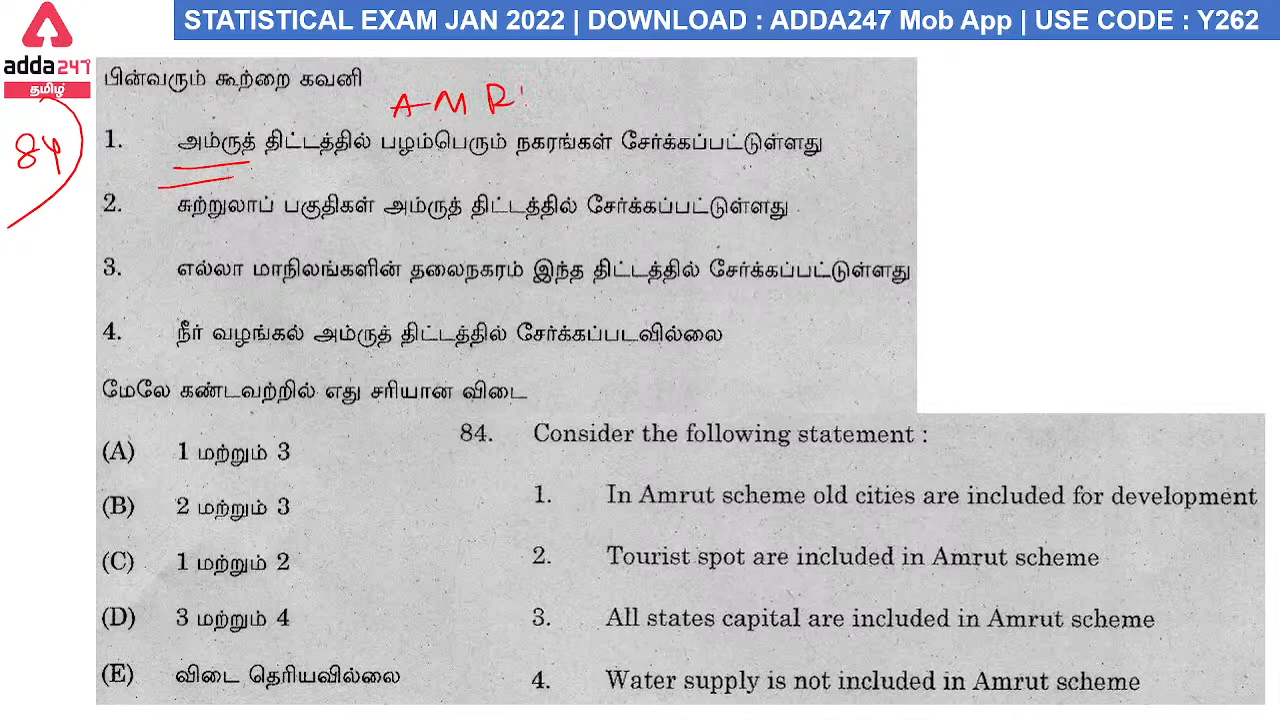 STATISTICAL EXAM JAN 2022 | DOWNLOAD : ADDA247 Mob App | USE CODE : Y262
adda247
தமிழ்
84
பின்வரும் கூற்றை கவனி
AMR
1. அம்ருத் திட்டத்தில் பழம்பெரும் நகரங்கள் சேர்க்கப்பட்டுள்ளது
2. சுற்றுலாப் பகுதிகள் அம்ருத் திட்டத்தில் சேர்க்கப்பட்டுள்ளது
3. எல்லா மாநிலங்களின் தலைநகரம் இந்த திட்டத்தில் சேர்க்கப்பட்டுள்ளது
4. நீர் வழங்கல் அம்ருத் திட்டத்தில் சேர்க்கப்படவில்லை
மேலே கண்டவற்றில் எது சரியான விடை
(A) 1 மற்றும் 3
(B) 2 மற்றும் 3
(C) 1 மற்றும் 2
(D) 3 மற்றும் 4
(E) விடை தெரியவில்லை
84. Consider the following statement :
1. In Amrut scheme old cities are included for development
2. Tourist spot are included in Amrut scheme
3. All states capital are included in Amrut scheme
4. Water supply is not included in Amrut scheme